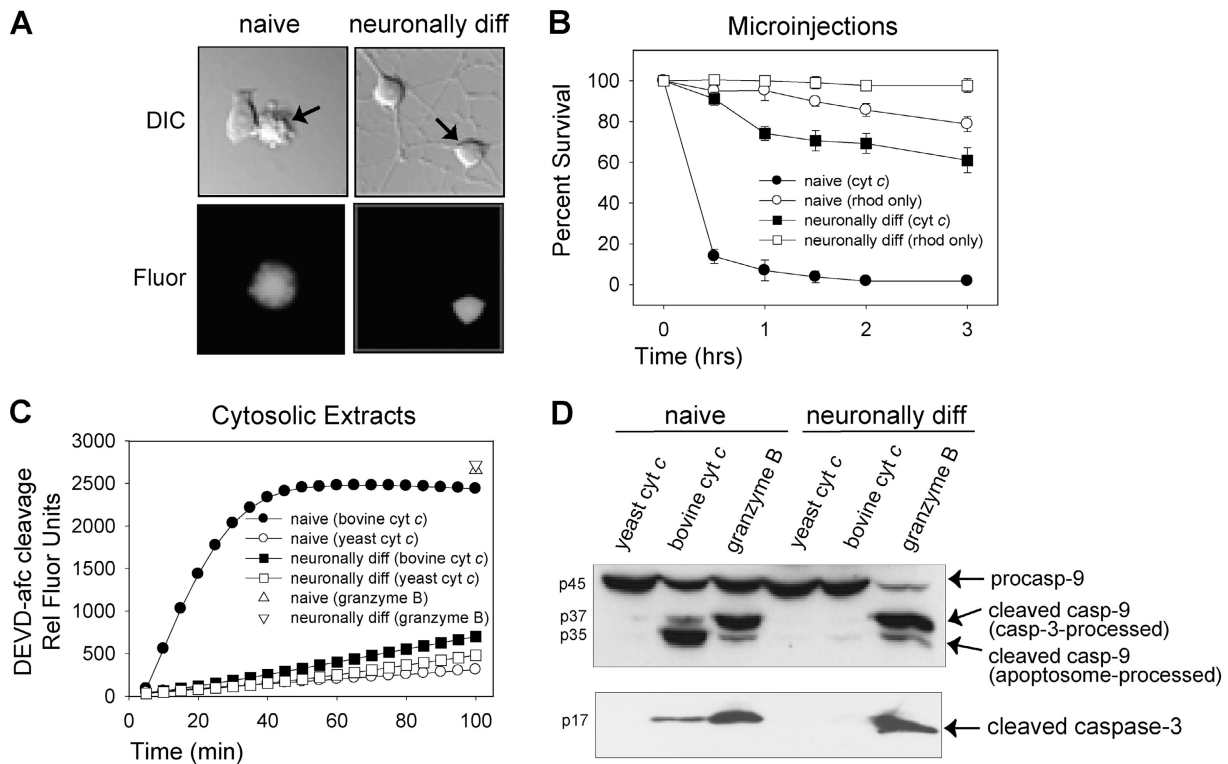 A
naive
neuronally diff
DIC
Fluor
B
Microinjections
Percent Survival
100
80
60
40
20
0
naive (cyt c)
naive (rhod only)
neuronally diff (cyt c)
neuronally diff (rhod only)
0
1
2
3
Time (hrs)
C
Cytosolic Extracts
DEVD-afc cleavage
Rel Fluor Units
3000
2500
2000
1500
1000
500
0
naive (bovine cyt c)
naive (yeast cyt c)
neuronally diff (bovine cyt c)
neuronally diff (yeast cyt c)
naive (granzyme B)
neuronally diff (granzyme B)
0
20
40
60
80
100
Time (min)
D
naive
neuronally diff
yeast cyt c
bovine cyt c
granzyme B
yeast cyt c
bovine cyt c
granzyme B
p45
p37
p35
procasp-9
cleaved casp-9
(casp-3-processed)
cleaved casp-9
(apoptosome-processed)
p17
cleaved caspase-3